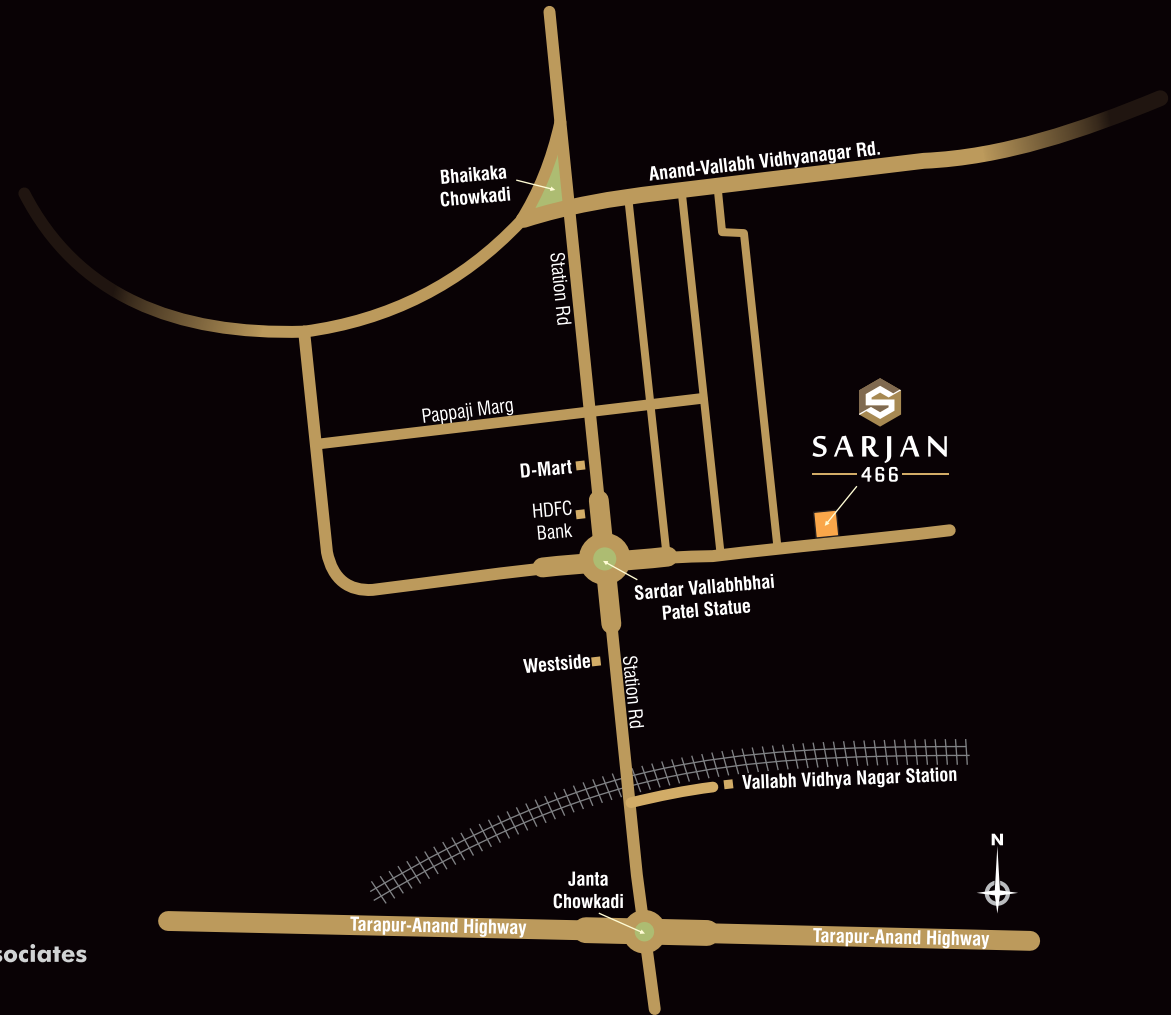 Anand-Vallabh Vidhyanagar Rd.
Bhaikaka
Chowkadi
Station Rd
Pappaji Marg
SARJAN
466
D-Mart
HDFC
Bank
Sardar Vallabhbhai
Patel Statue
Westside
Station Rd
Vallabh Vidhya Nagar Station
N
Janta
Chowkadi
Tarapur-Anand Highway
Tarapur-Anand Highway
sociates